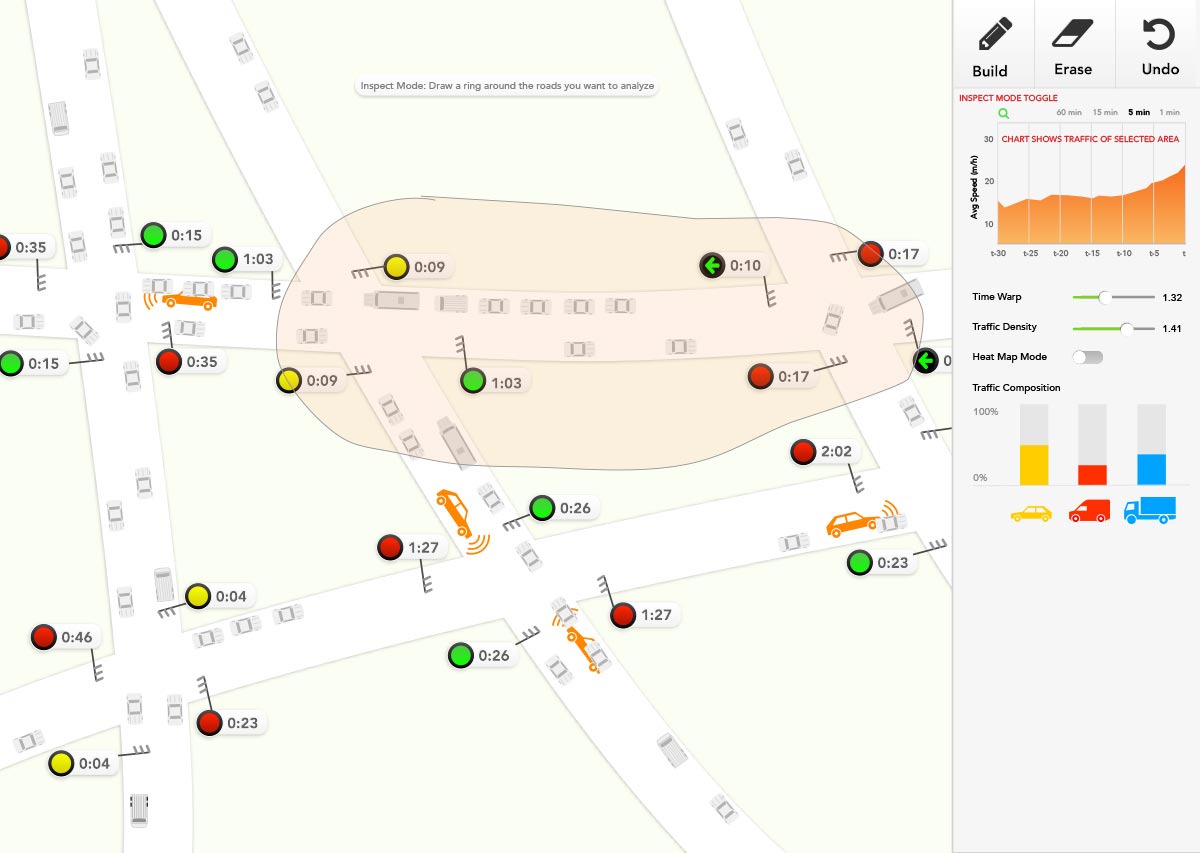 Build
Erase
Undo
INSPECT MODE TOGGLE
60 min 15 min 5 min 1 min
CHART SHOWS TRAFFIC OF SELECTED AREA
Avg Speed (m/h)
30
20
10
t-30 t-25 t-20 t-15 t-10 t-5 t
Time Warp 1.32
Traffic Density 1.41
Heat Map Mode
Traffic Composition
100%
0%
Inspect Mode: Draw a ring around the roads you want to analyze
0:15
0:35
1:03
0:09
0:10
0:17
0:15
0:35
0:09
1:03
0:17
0
2:02
0:26
1:27
0:23
0:04
0:46
1:27
0:26
0:23
0:04